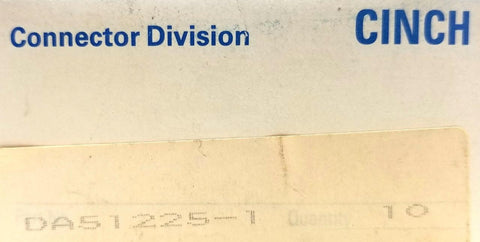 Connector Division CINCH
DA51225-1 Quantity 10